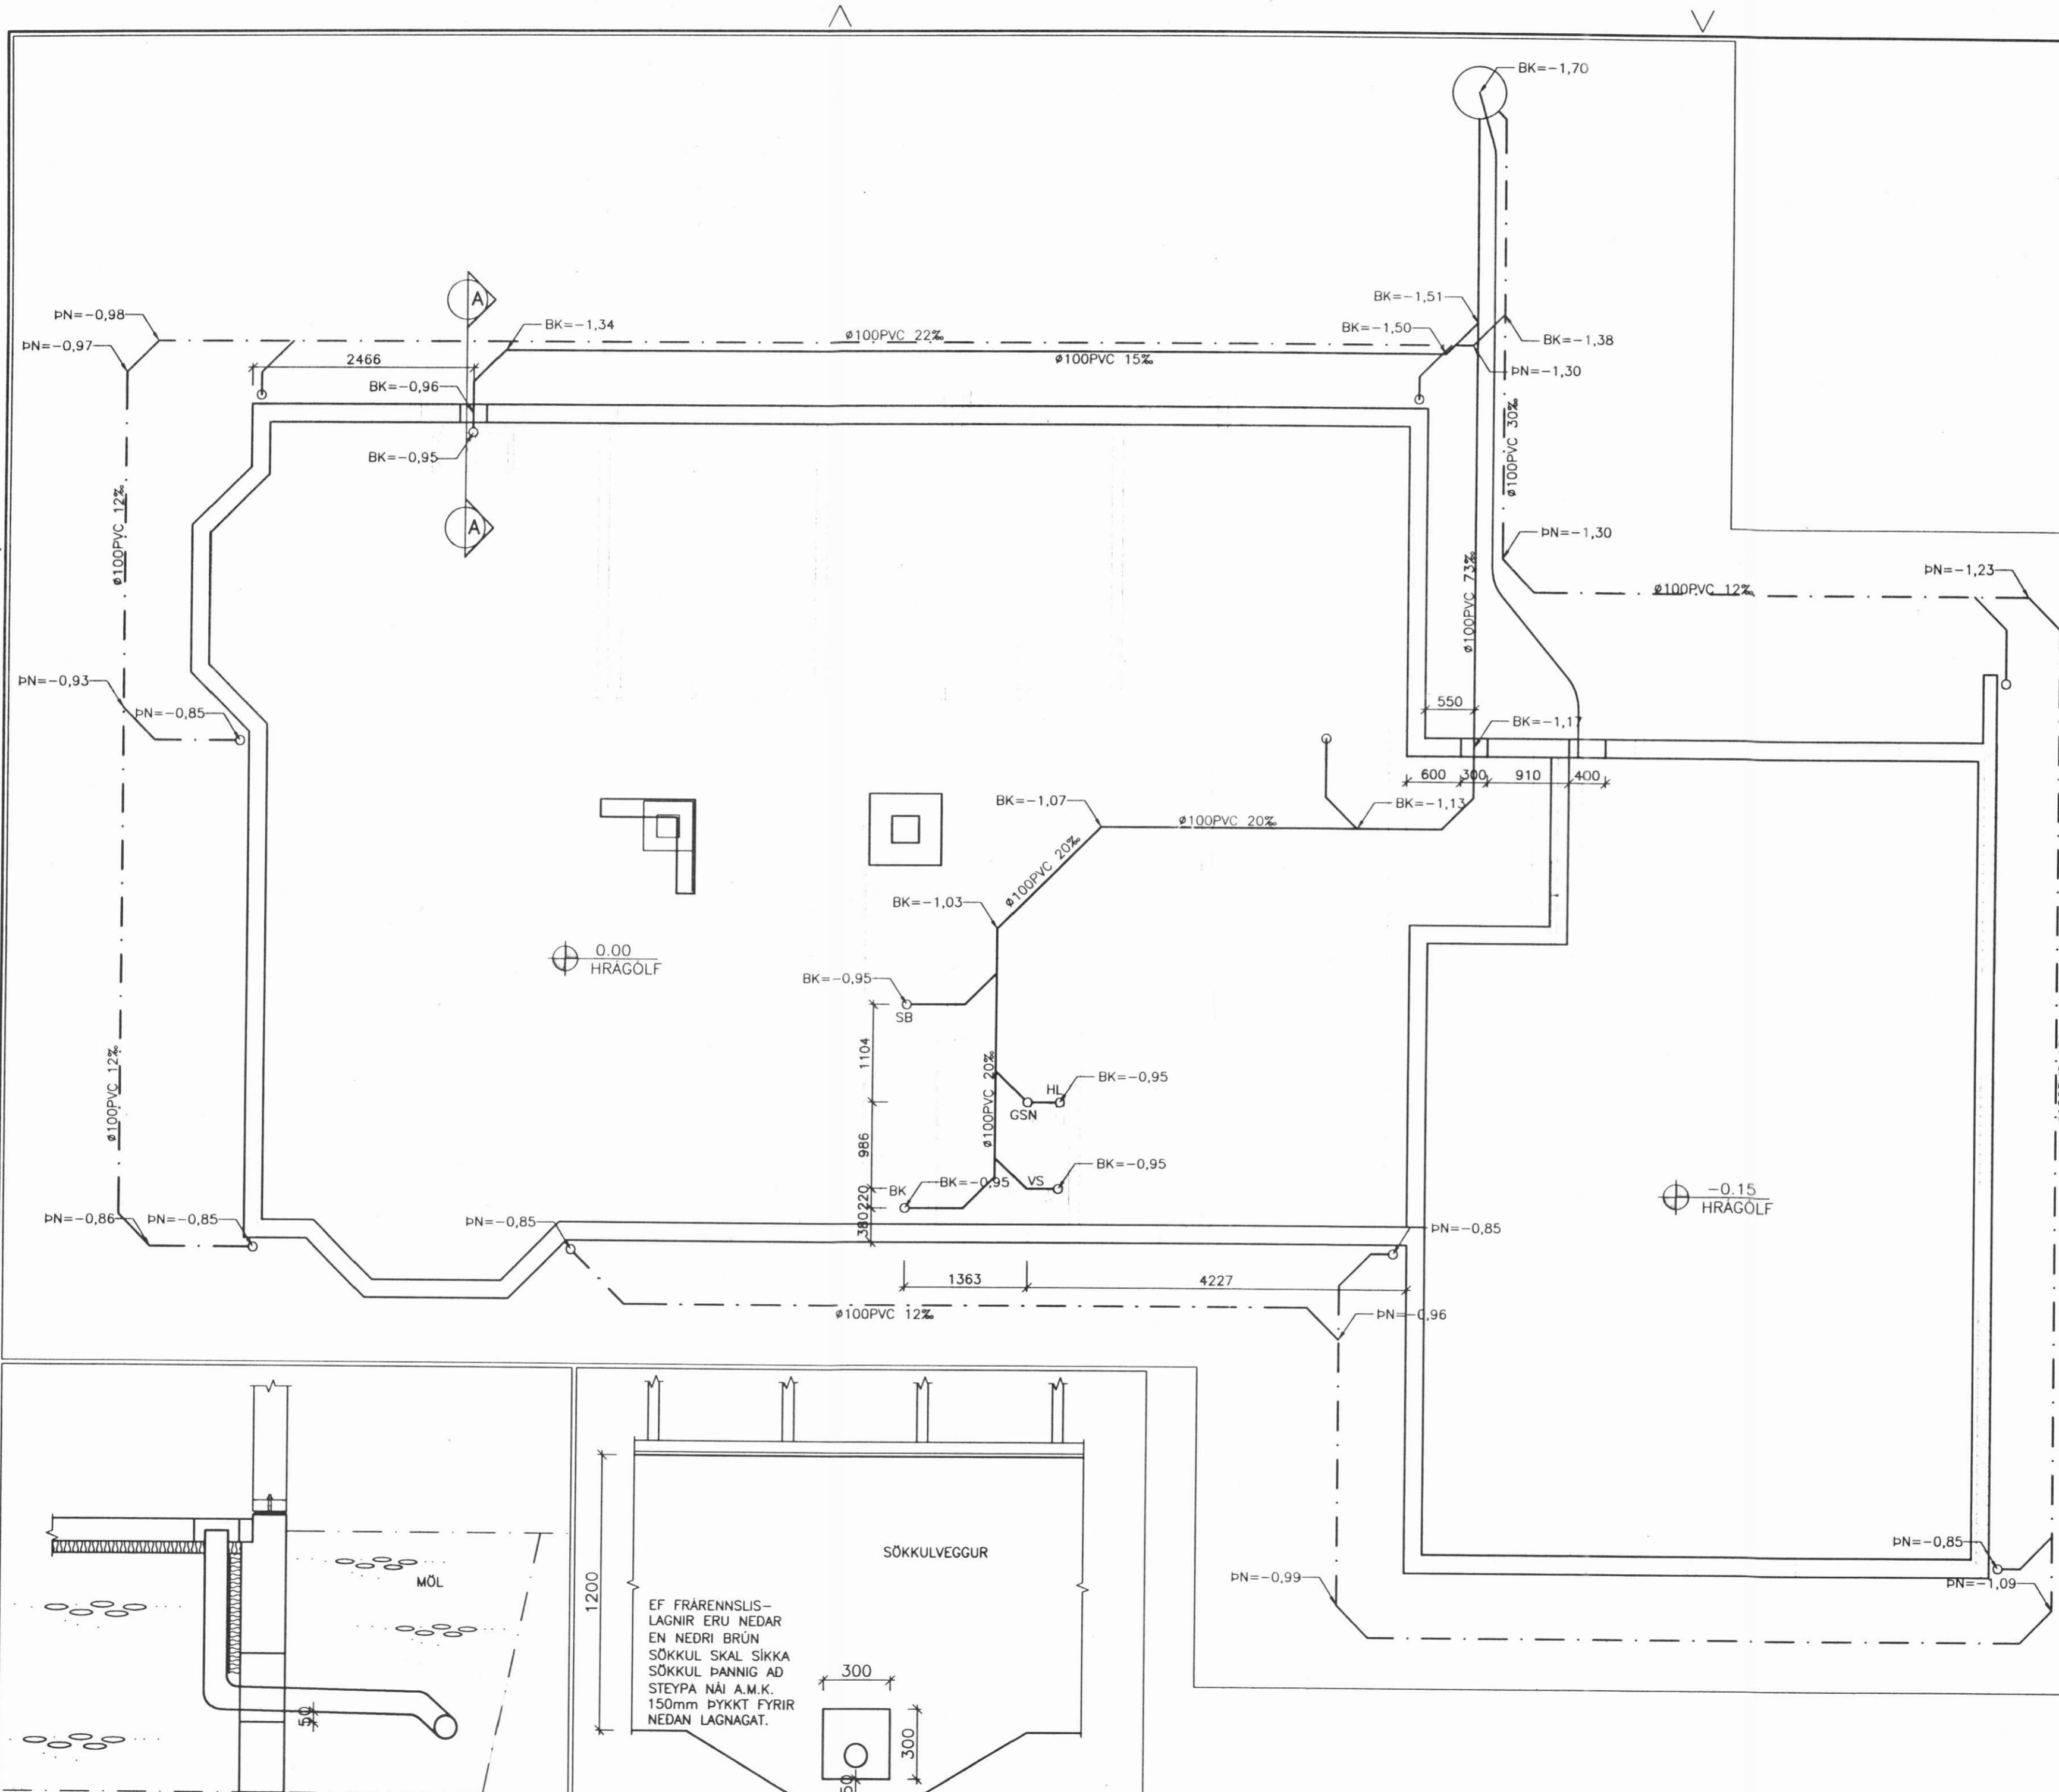 BK=-1,70
BK=-1,51
BK=-1,50
BK=-1,38
ÞN=-1,30
ÞN=-0,98
ÞN=-0,97
2466
BK=-1,34
ø100PVC 22‰
ø100PVC 15‰
A
BK=-0,96
BK=-0,95
A
ø100PVC 12‰
ø100PVC 30‰
ÞN=-1,30
ø100PVC 73‰
ø100PVC 12‰
ÞN=-1,23
ÞN=-0,93
ÞN=-0,85
550
BK=-1,17
600
300
910
400
BK=-1,07
ø100PVC 20‰
BK=-1,13
ø100PVC 20‰
BK=-1,03
0.00
HRÁGÓLF
BK=-0,95
SB
1104
ø100PVC 20‰
HL
BK=-0,95
GSN
986
BK=-0,95
VS
BK
BK=-0,95
220
380
ø100PVC 12‰
-0.15
HRÁGÓLF
ÞN=-0,86
ÞN=-0,85
ÞN=-0,85
ÞN=-0,85
1363
4227
ø100PVC 12‰
ÞN=-0,96
ÞN=-0,85
ÞN=-0,99
ÞN=-1,09
MÖL
50
1200
SÖKKULVEGGUR
EF FRÁRENNSLIS-
LAGNIR ERU NEDAR
EN NEDRI BRÚN
SÖKKUL SKAL SÍKKA
SÖKKUL ÞANNIG AD
STEYPA NÁI A.M.K.
150mm ÞYKKT FYRIR
NEDAN LAGNAGAT.
300
300
50